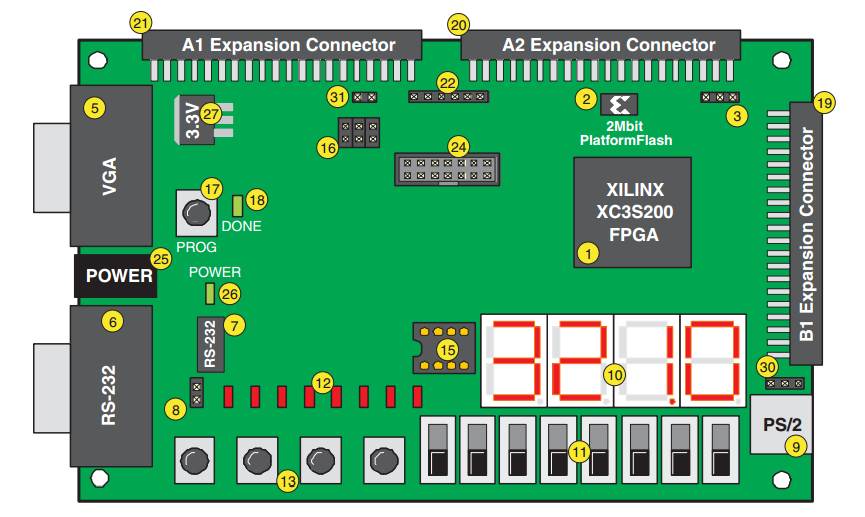 21
A1 Expansion Connector
20
A2 Expansion Connector
5
VGA
27
3.3V
31
22
2
2Mbit
PlatformFlash
3
19
B1 Expansion Connector
16
24
17
PROG
18
DONE
XILINX
XC3S200
FPGA
1
25
POWER
POWER
26
6
RS-232
7
RS-232
8
12
15
3210
10
30
PS/2
9
13
11